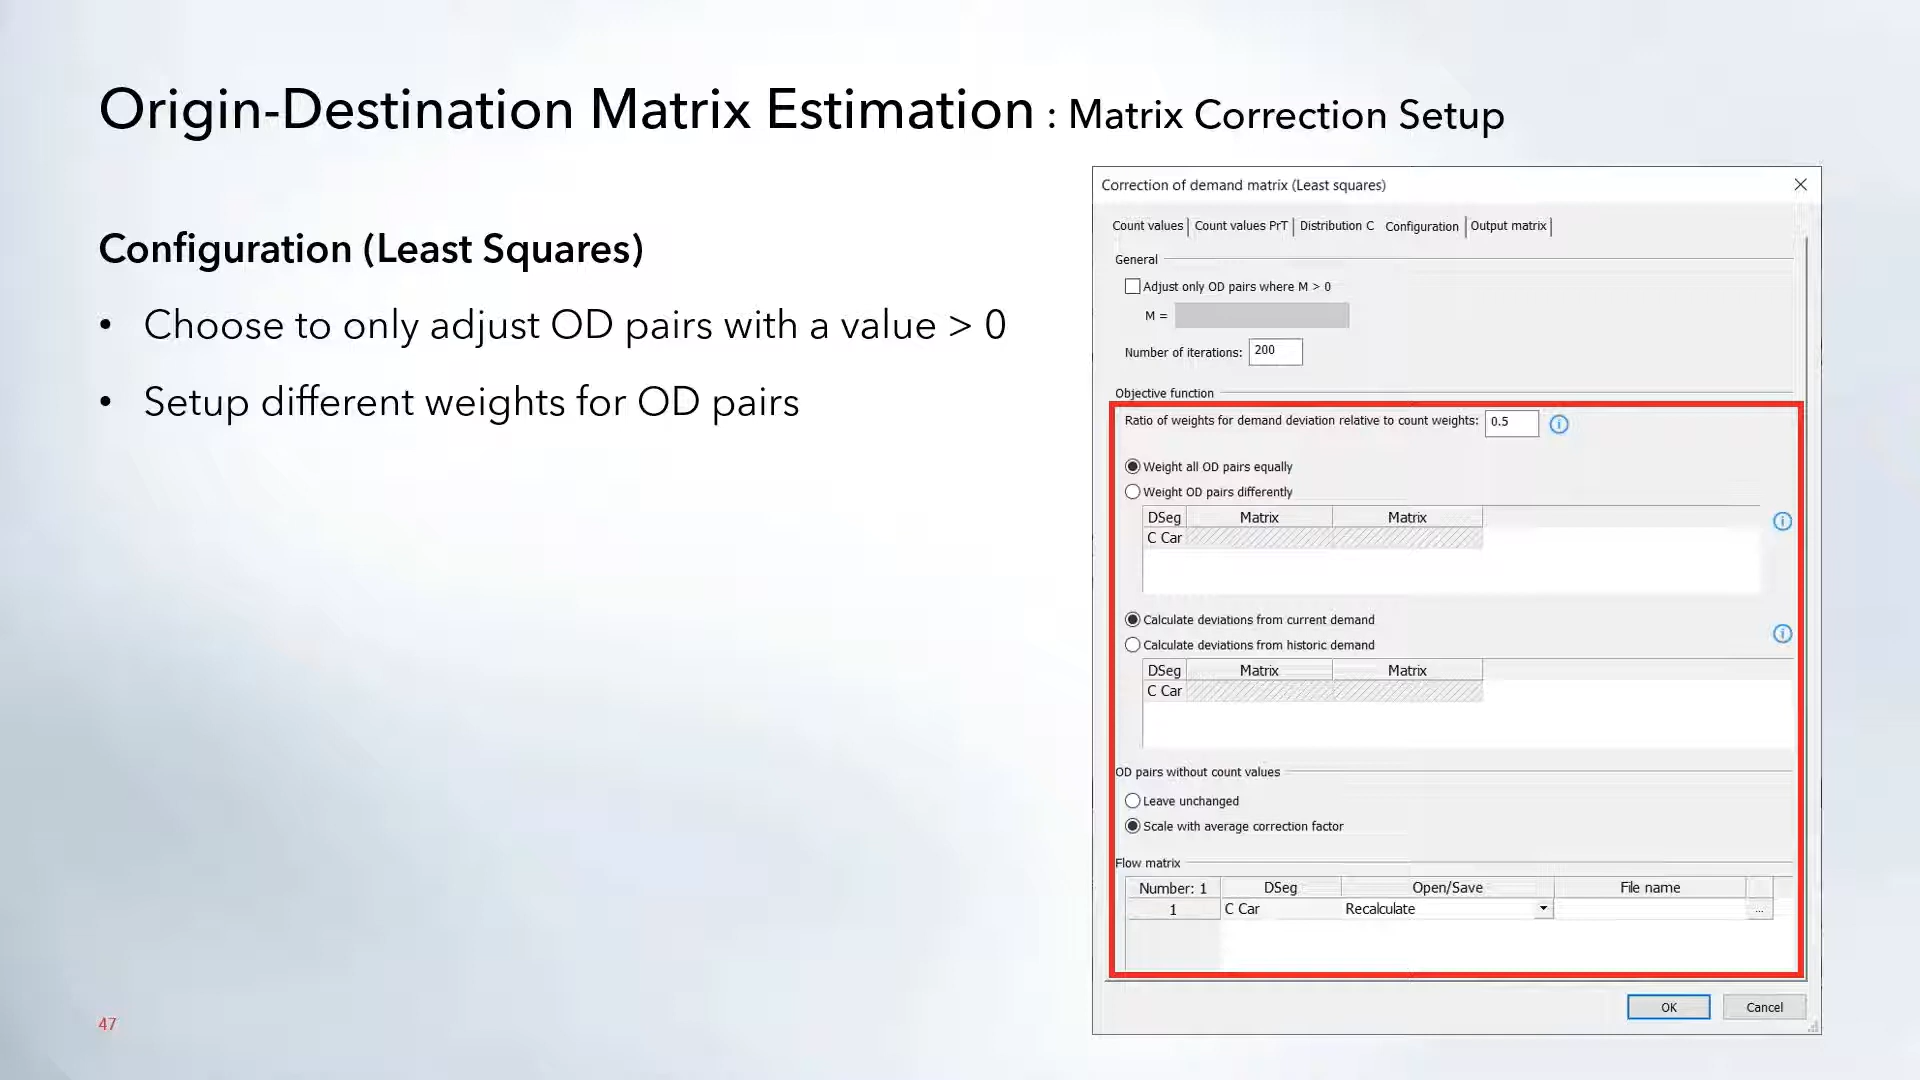 Origin-Destination Matrix Estimation : Matrix Correction Setup
Configuration (Least Squares)
• Choose to only adjust OD pairs with a value > 0
• Setup different weights for OD pairs
47
Correction of demand matrix (Least squares)
Count values Count values PrT Distribution C Configuration Output matrix
General
Adjust only OD pairs where M > 0
M =
Number of iterations: 200
Objective function
Ratio of weights for demand deviation relative to count weights: 0.5
Weight all OD pairs equally
Weight OD pairs differently
DSeg Matrix Matrix
C Car
Calculate deviations from current demand
Calculate deviations from historic demand
DSeg Matrix Matrix
C Car
OD pairs without count values
Leave unchanged
Scale with average correction factor
Flow matrix
Number: 1 DSeg Open/Save File name
1 C Car Recalculate ...
OK Cancel